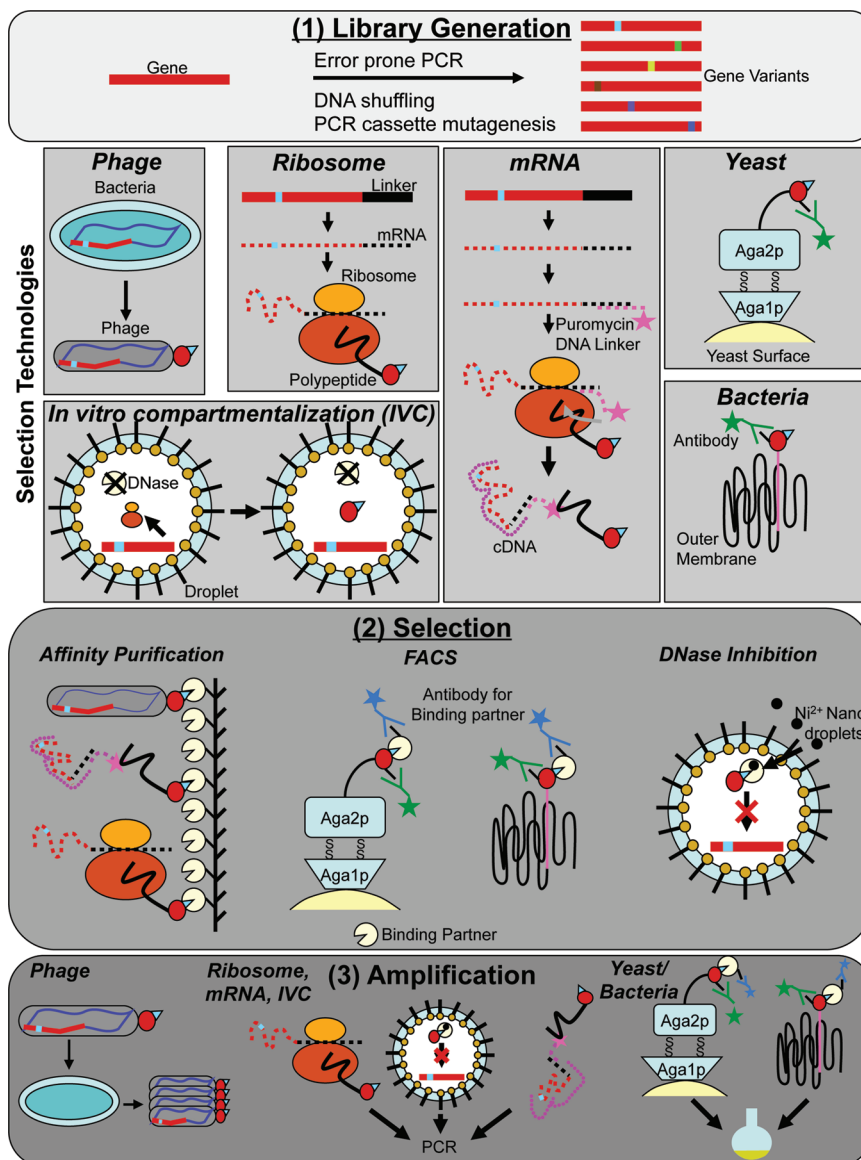 (1) Library Generation
Gene
Error prone PCR
DNA shuffling
PCR cassette mutagenesis
Gene Variants
Selection Technologies
Phage
Bacteria
Phage
Ribosome
Linker
mRNA
Ribosome
Polypeptide
mRNA
Puromycin
DNA Linker
cDNA
Yeast
Aga2p
S S
S S
Aga1p
Yeast Surface
Bacteria
Antibody
Outer
Membrane
In vitro compartmentalization (IVC)
DNase
Droplet
(2) Selection
Affinity Purification
FACS
Antibody for
Binding partner
Aga2p
S S
S S
Aga1p
Binding Partner
DNase Inhibition
Ni2+ Nano
droplets
(3) Amplification
Phage
Ribosome,
mRNA, IVC
PCR
Yeast/
Bacteria
Aga2p
S S
S S
Aga1p